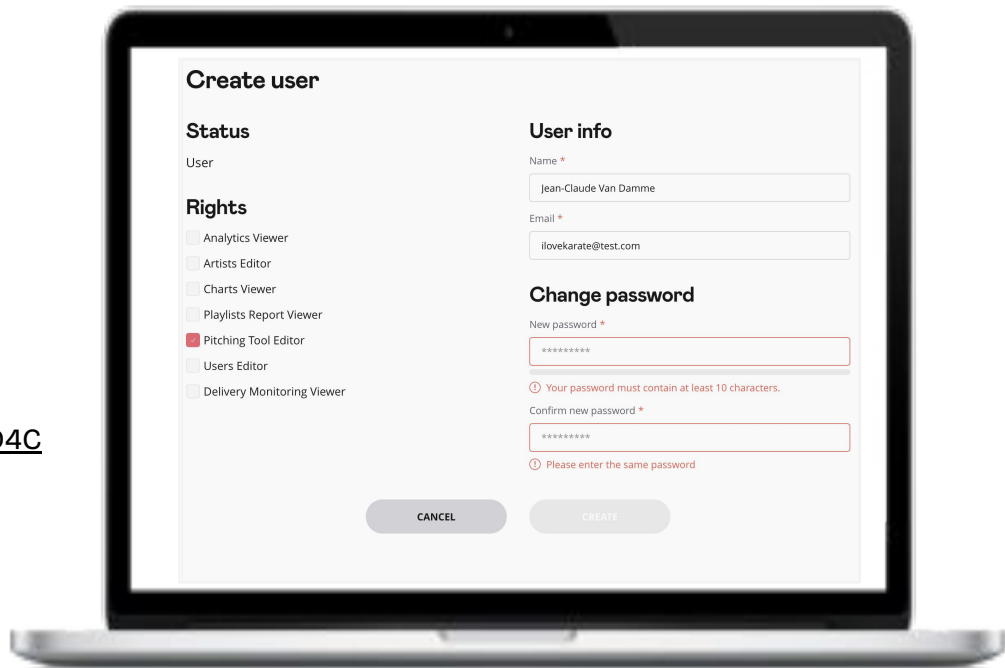 Create user
Status
User
Rights
Analytics Viewer
Artists Editor
Charts Viewer
Playlists Report Viewer
Pitching Tool Editor
Users Editor
Delivery Monitoring Viewer
User info
Name *
Jean-Claude Van Damme
Email *
ilovekarate@test.com
Change password
New password *
*********
Your password must contain at least 10 characters.
Confirm new password *
*********
Please enter the same password
CANCEL
CREATE